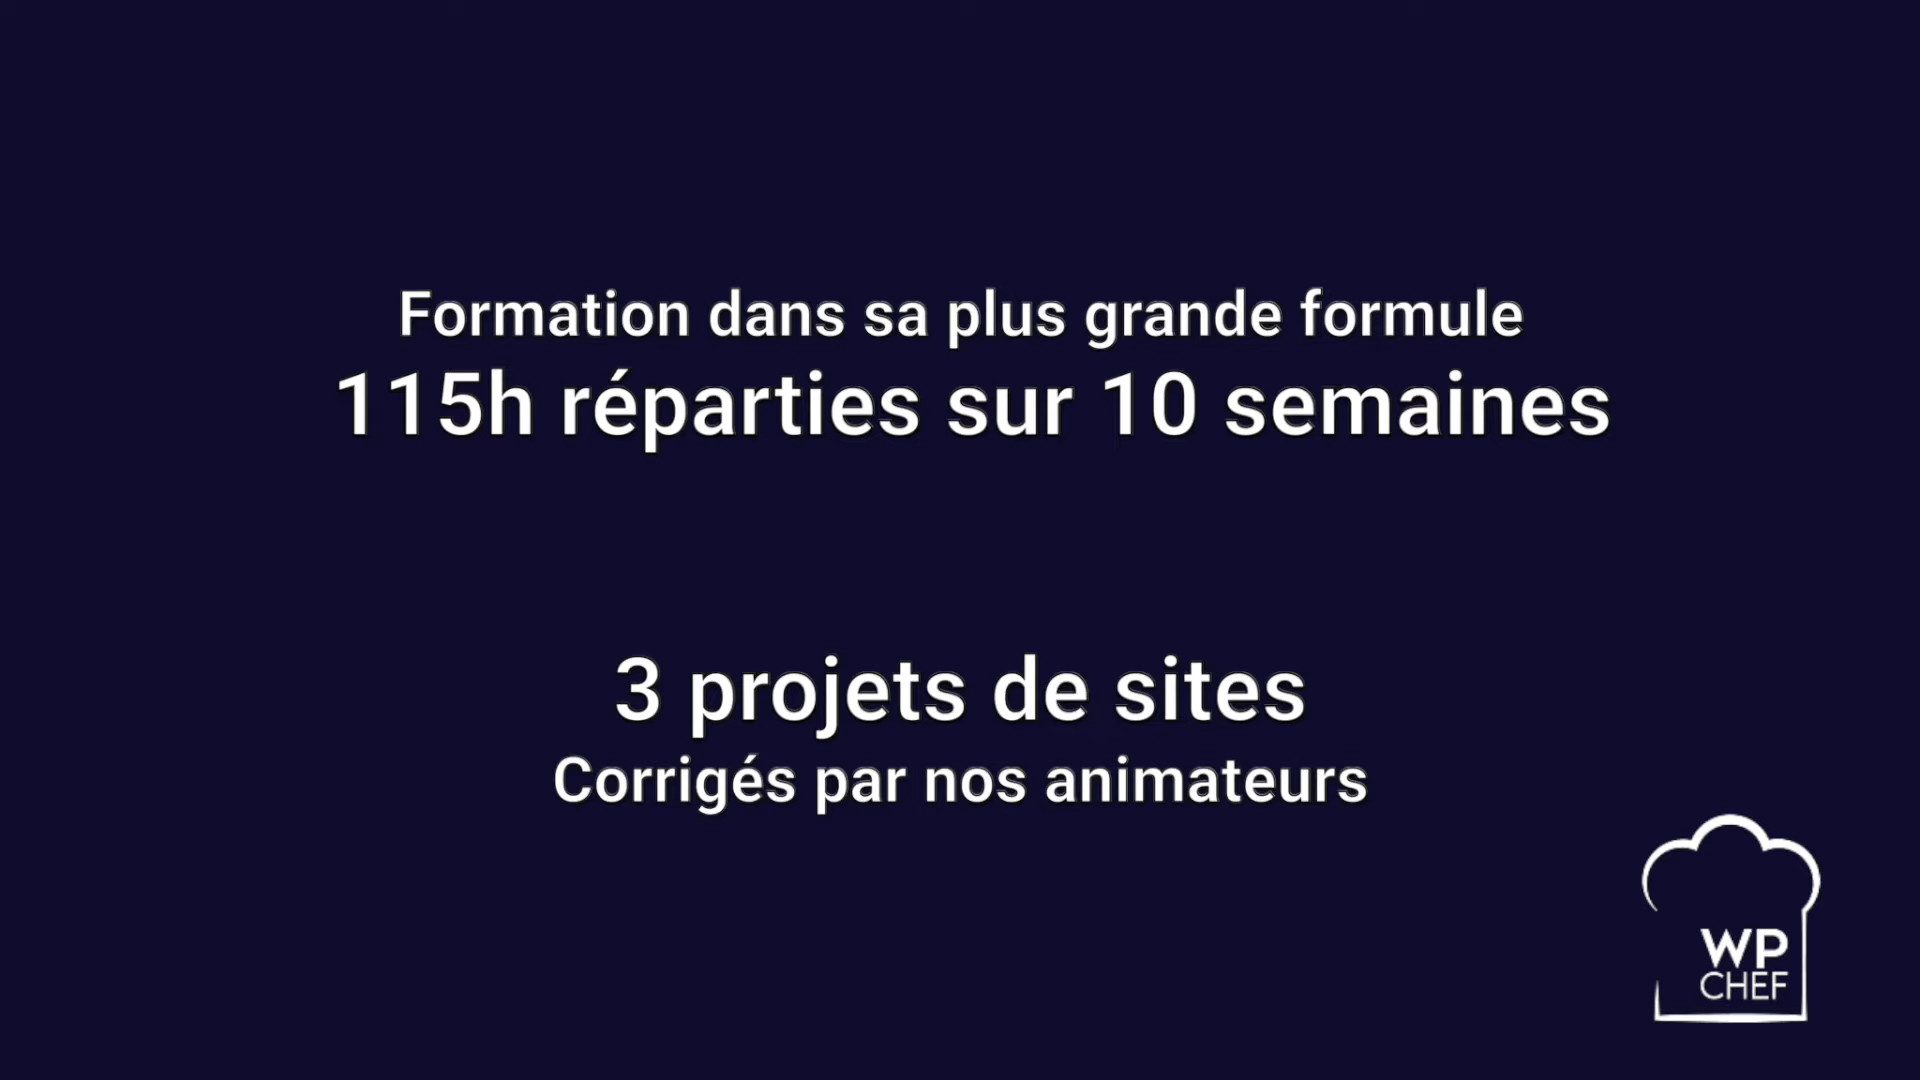 Formation dans sa plus grande formule
115h réparties sur 10 semaines
3 projets de sites
Corrigés par nos animateurs
WP
CHEF